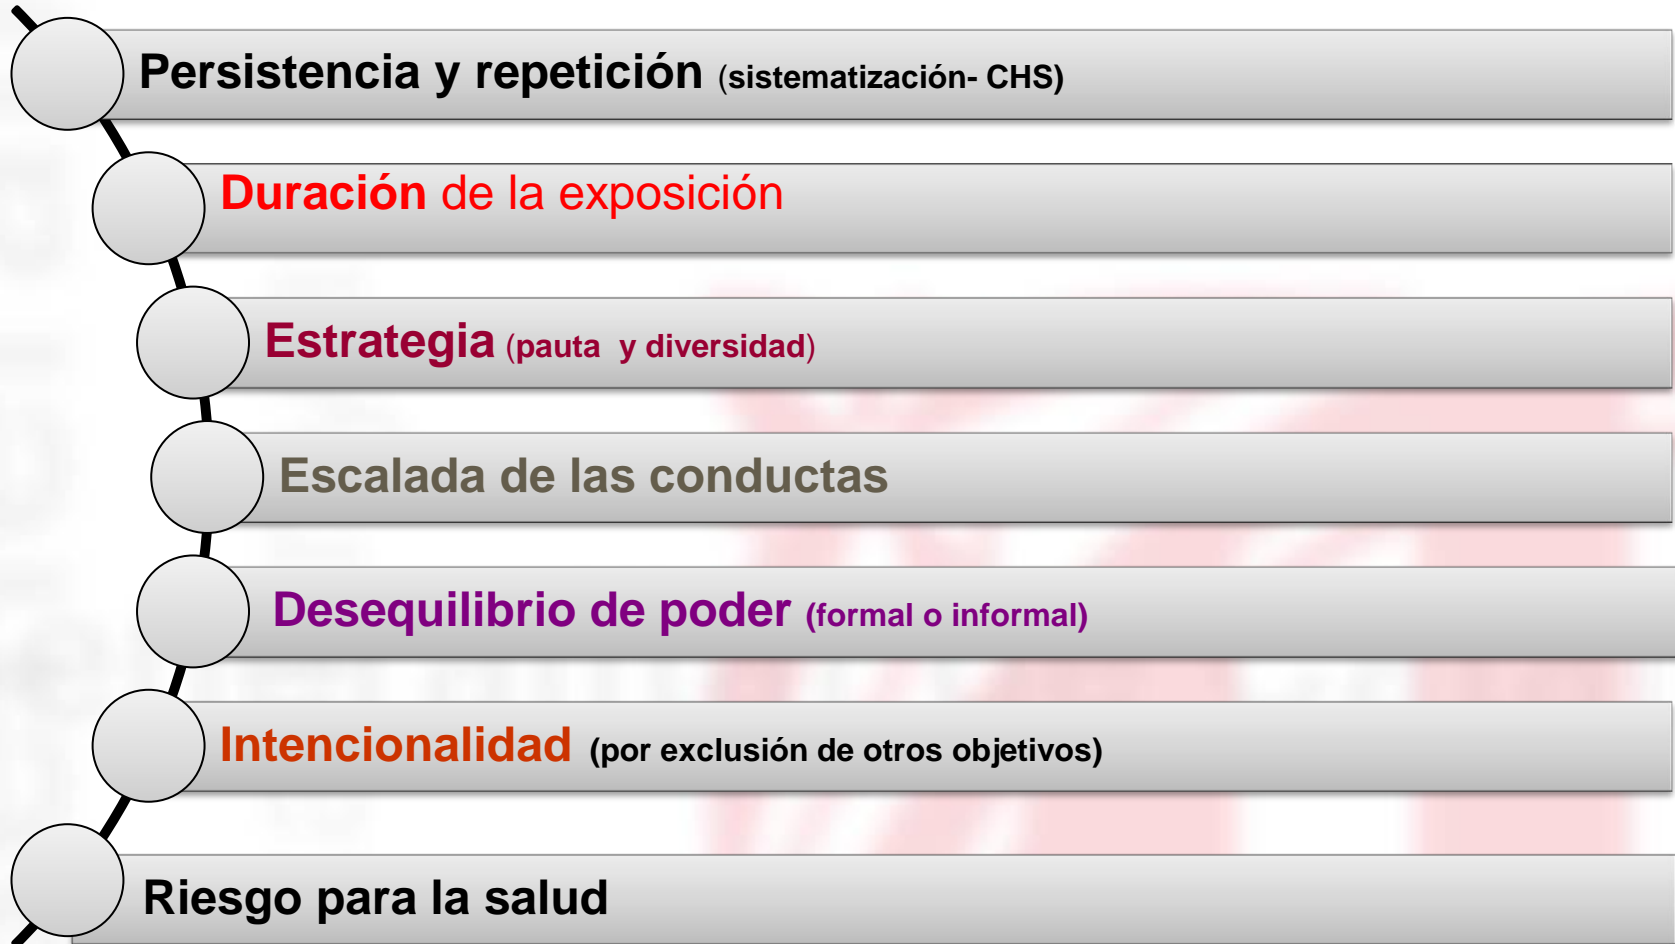 Persistencia y repetición (sistematización- CHS)
Duración de la exposición
Estrategia (pauta y diversidad)
Escalada de las conductas
Desequilibrio de poder (formal o informal)
Intencionalidad (por exclusión de otros objetivos)
Riesgo para la salud